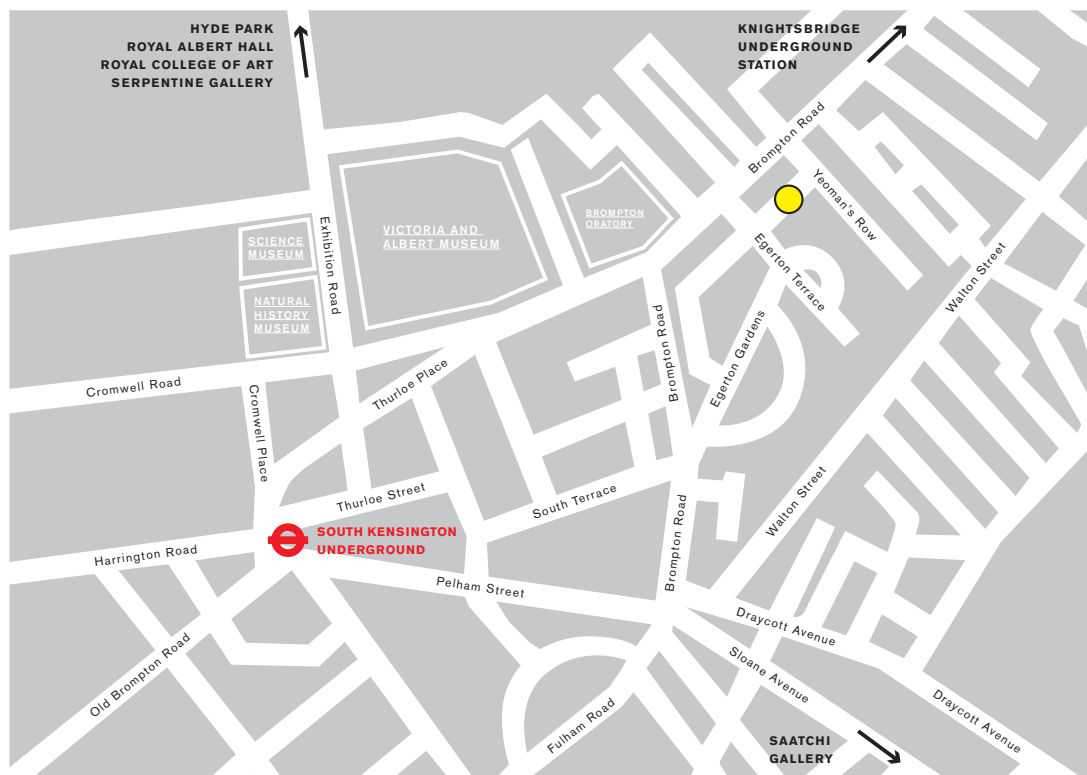 HYDE PARK
ROYAL ALBERT HALL
ROYAL COLLEGE OF ART
SERPENTINE GALLERY
KNIGHTSBRIDGE
UNDERGROUND
STATION
Brompton Road
Yeoman's Row
BROMPTON
ORATORY
VICTORIA AND
ALBERT MUSEUM
SCIENCE
MUSEUM
Exhibition Road
Egerton Terrace
Walton Street
NATURAL
HISTORY
MUSEUM
Brompton Road
Egerton Gardens
Thurloe Place
Cromwell Road
Cromwell Place
Thurloe Street
South Terrace
Walton Street
SOUTH KENSINGTON
UNDERGROUND
Brompton Road
Harrington Road
Pelham Street
Draycott Avenue
Sloane Avenue
Old Brompton Road
Fulham Road
Draycott Avenue
SAATCHI
GALLERY